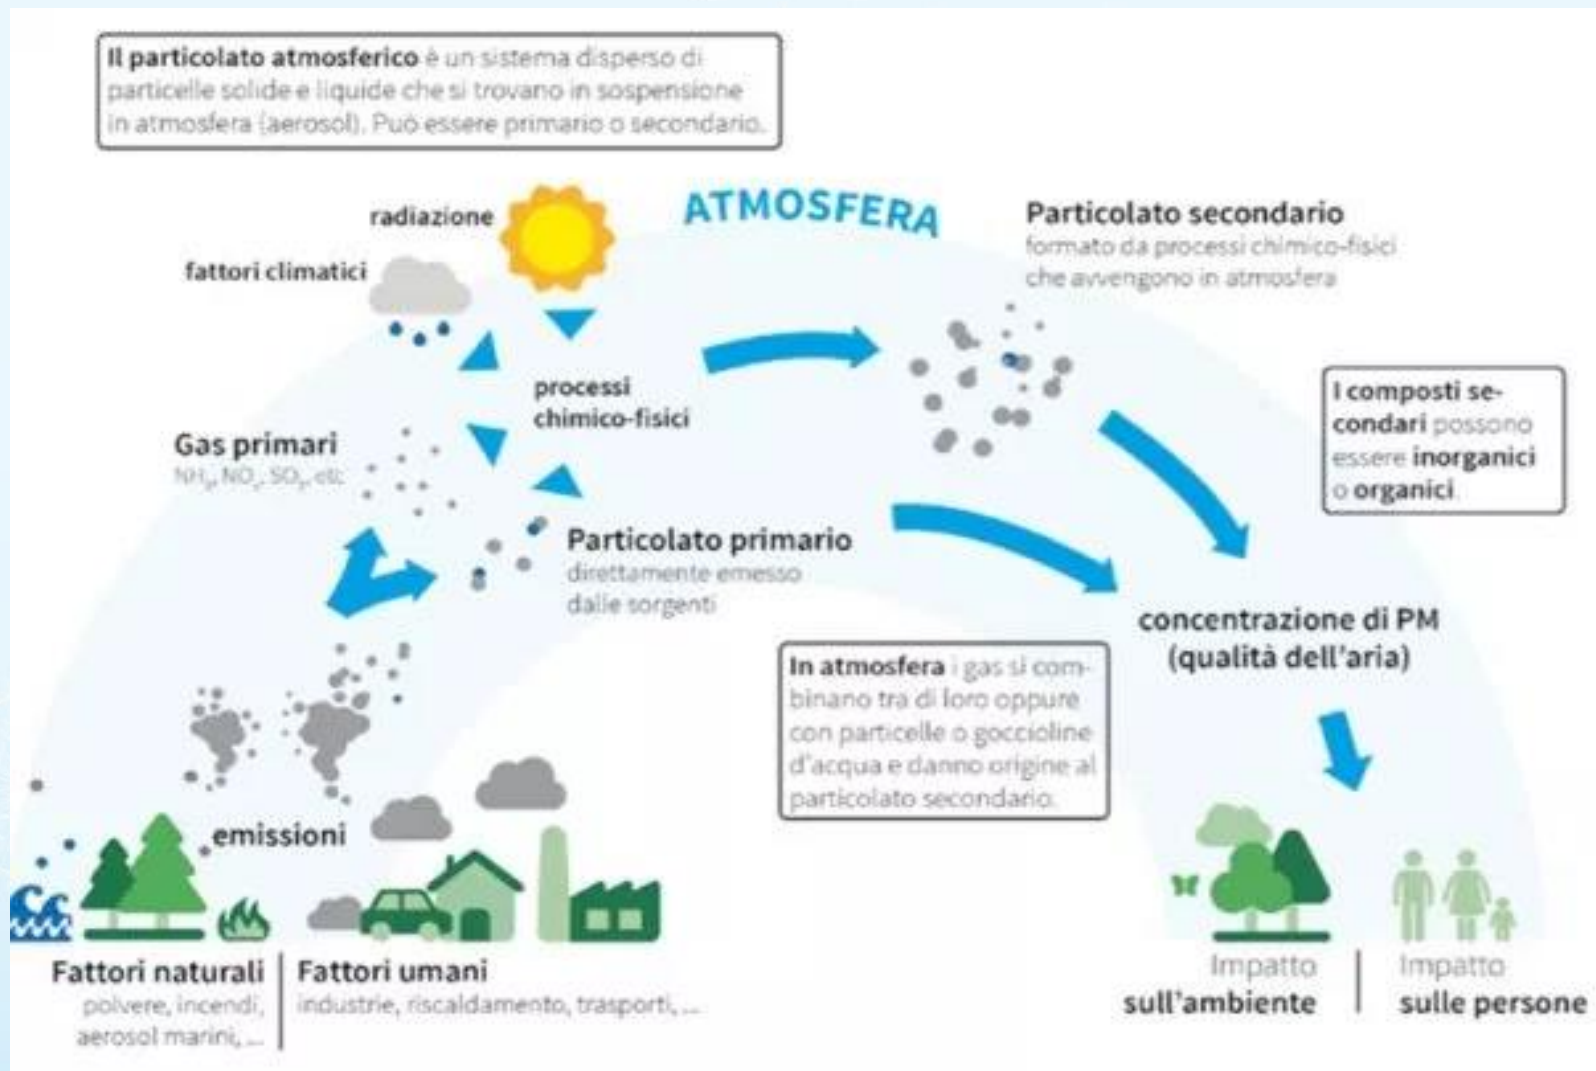 Il particolato atmosferico è un sistema disperso di
particelle solide e liquide che si trovano in sospensione
in atmosfera (aerosol). Può essere primario o secondario.
radiazione
ATMOSFERA
Particolato secondario
formato da processi chimico-fisici
che avvengono in atmosfera
fattori climatici
processi
chimico-fisici
I composti se-
condari possono
essere inorganici
o organici.
Gas primari
NH₃, NOₓ, SO₂, etc
Particolato primario
direttamente emesso
dalle sorgenti
concentrazione di PM
(qualità dell'aria)
In atmosfera i gas si com-
binano tra di loro oppure
con particelle o goccioline
d'acqua e danno origine al
particolato secondario.
emissioni
Fattori naturali
polvere, incendi,
aerosol marini, ...
Fattori umani
industrie, riscaldamento, trasporti, ...
Impatto
sull'ambiente
Impatto
sulle persone